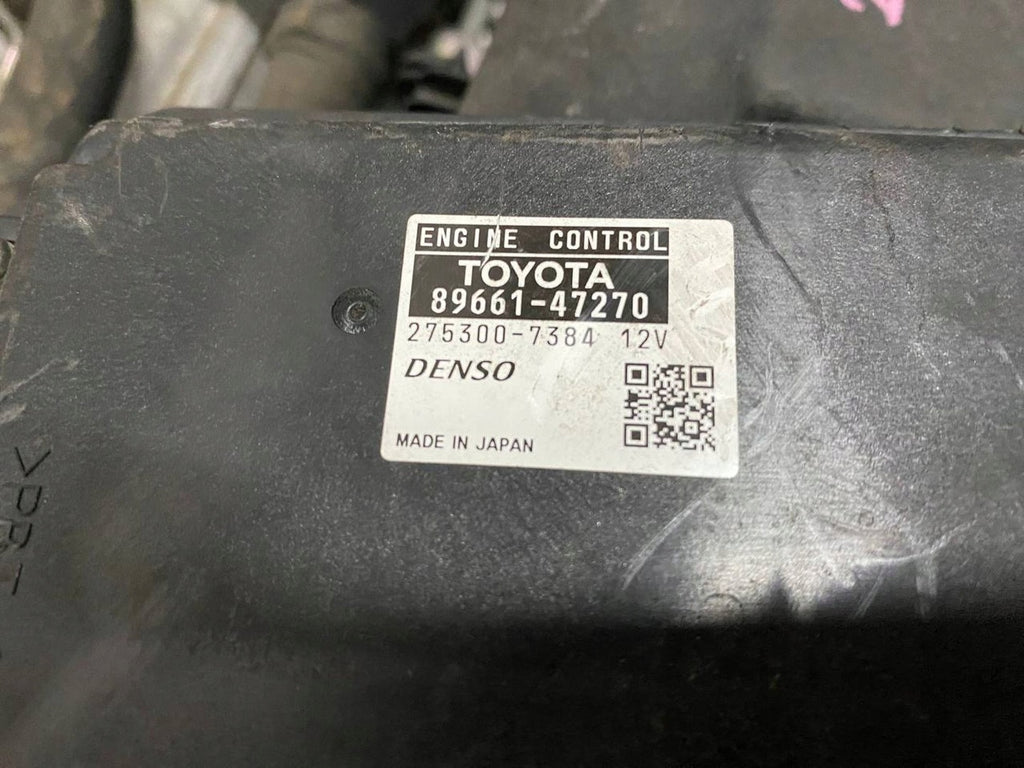 ENGINE CONTROL
TOYOTA
89661-47270
275300-7384 12V
DENSO
MADE IN JAPAN